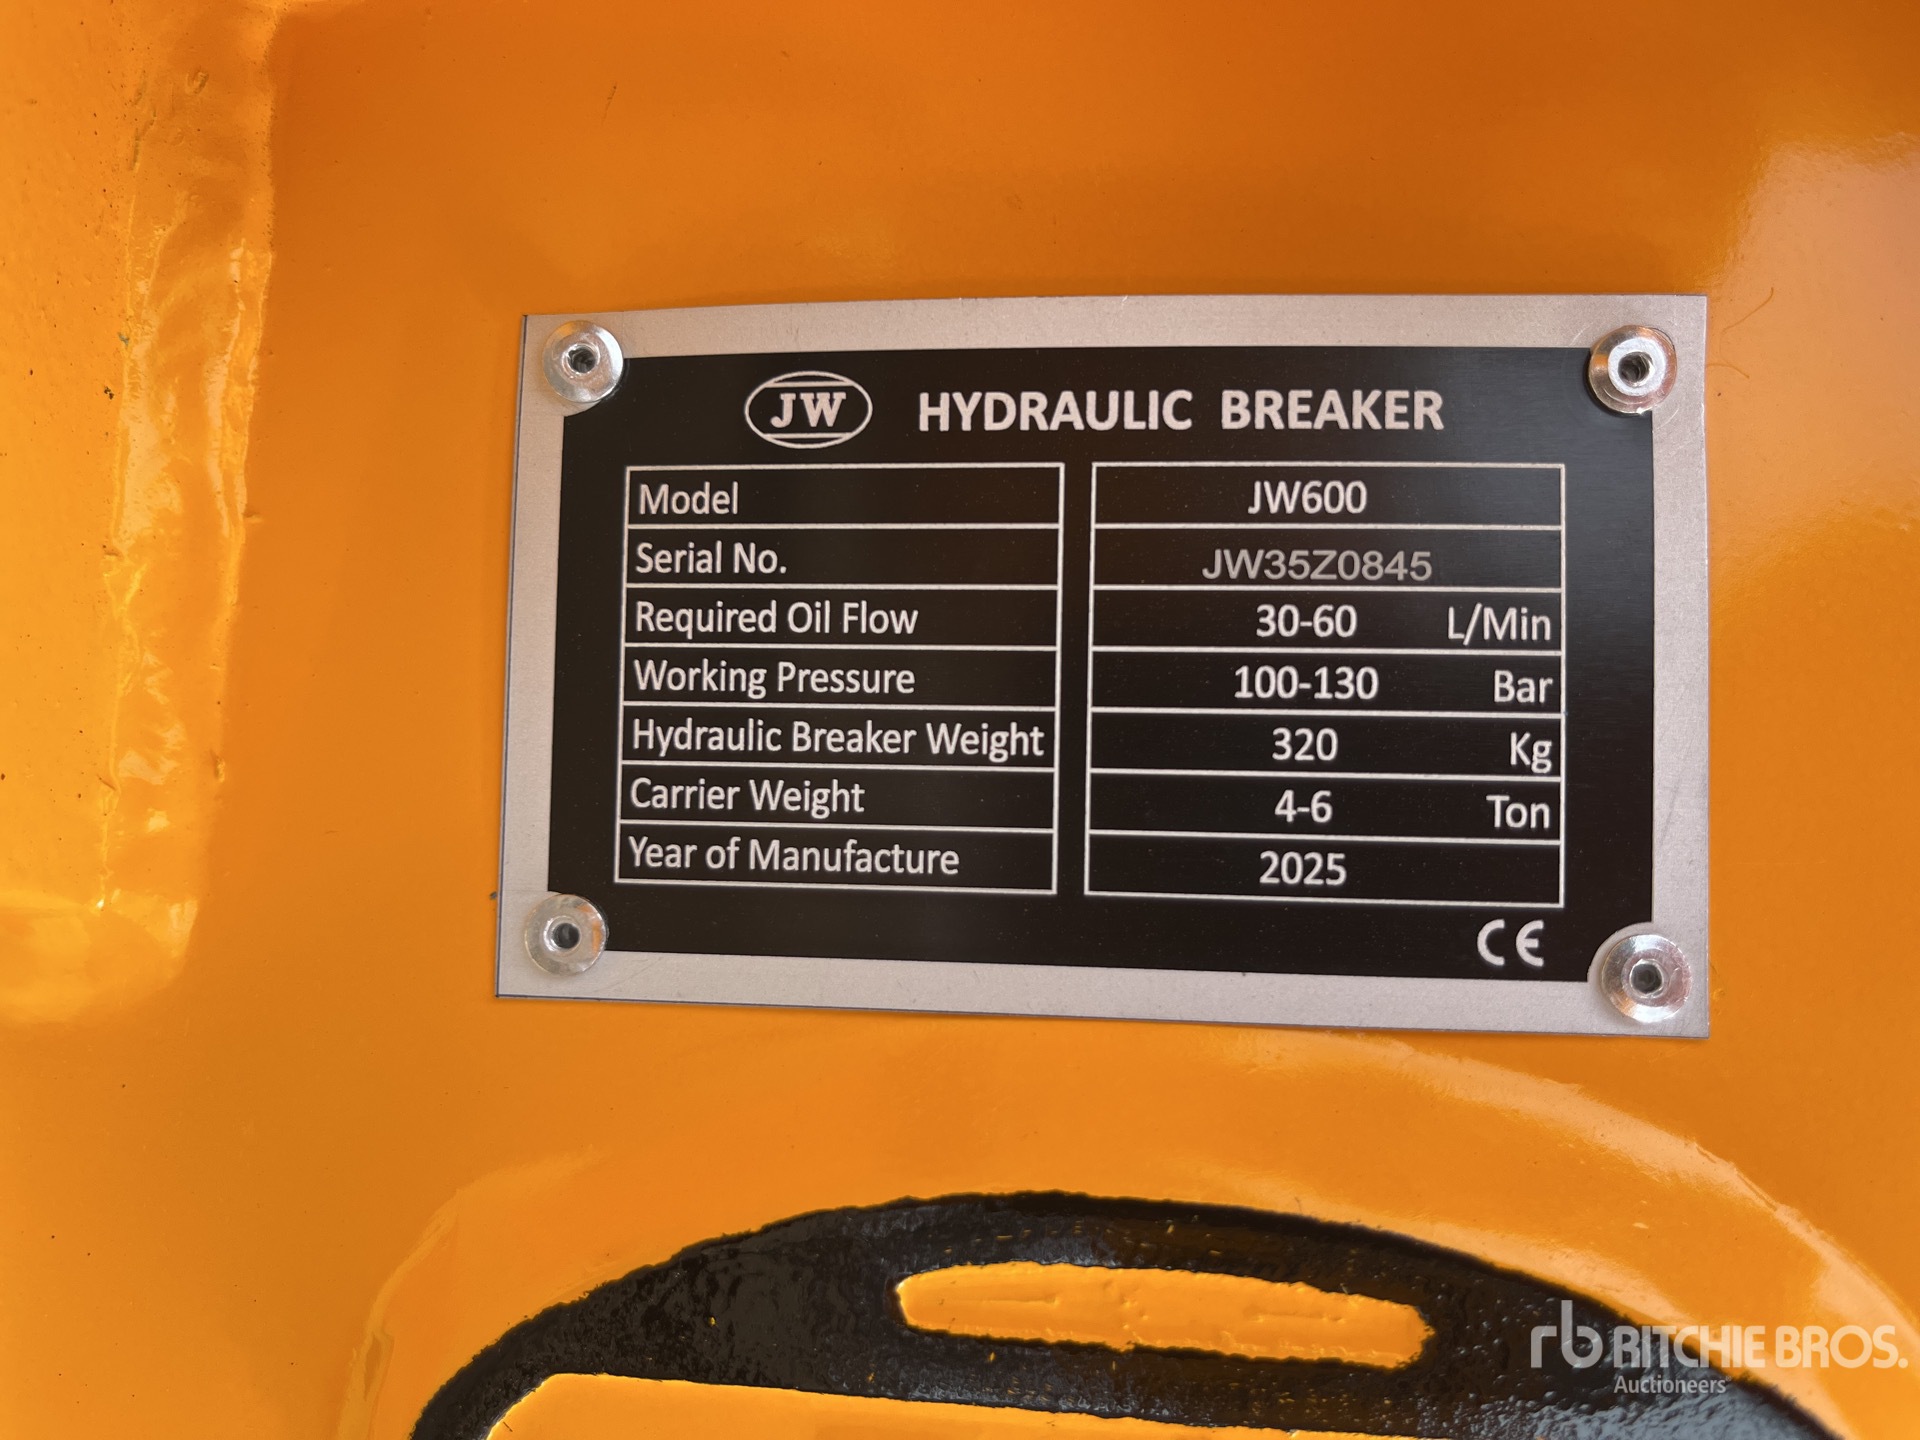 JW HYDRAULIC BREAKER
Model JW600
Serial No. JW35Z0845
Required Oil Flow 30-60 L/Min
Working Pressure 100-130 Bar
Hydraulic Breaker Weight 320 Kg
Carrier Weight 4-6 Ton
Year of Manufacture 2025
CE
rb RITCHIE BROS.
Auctioneers